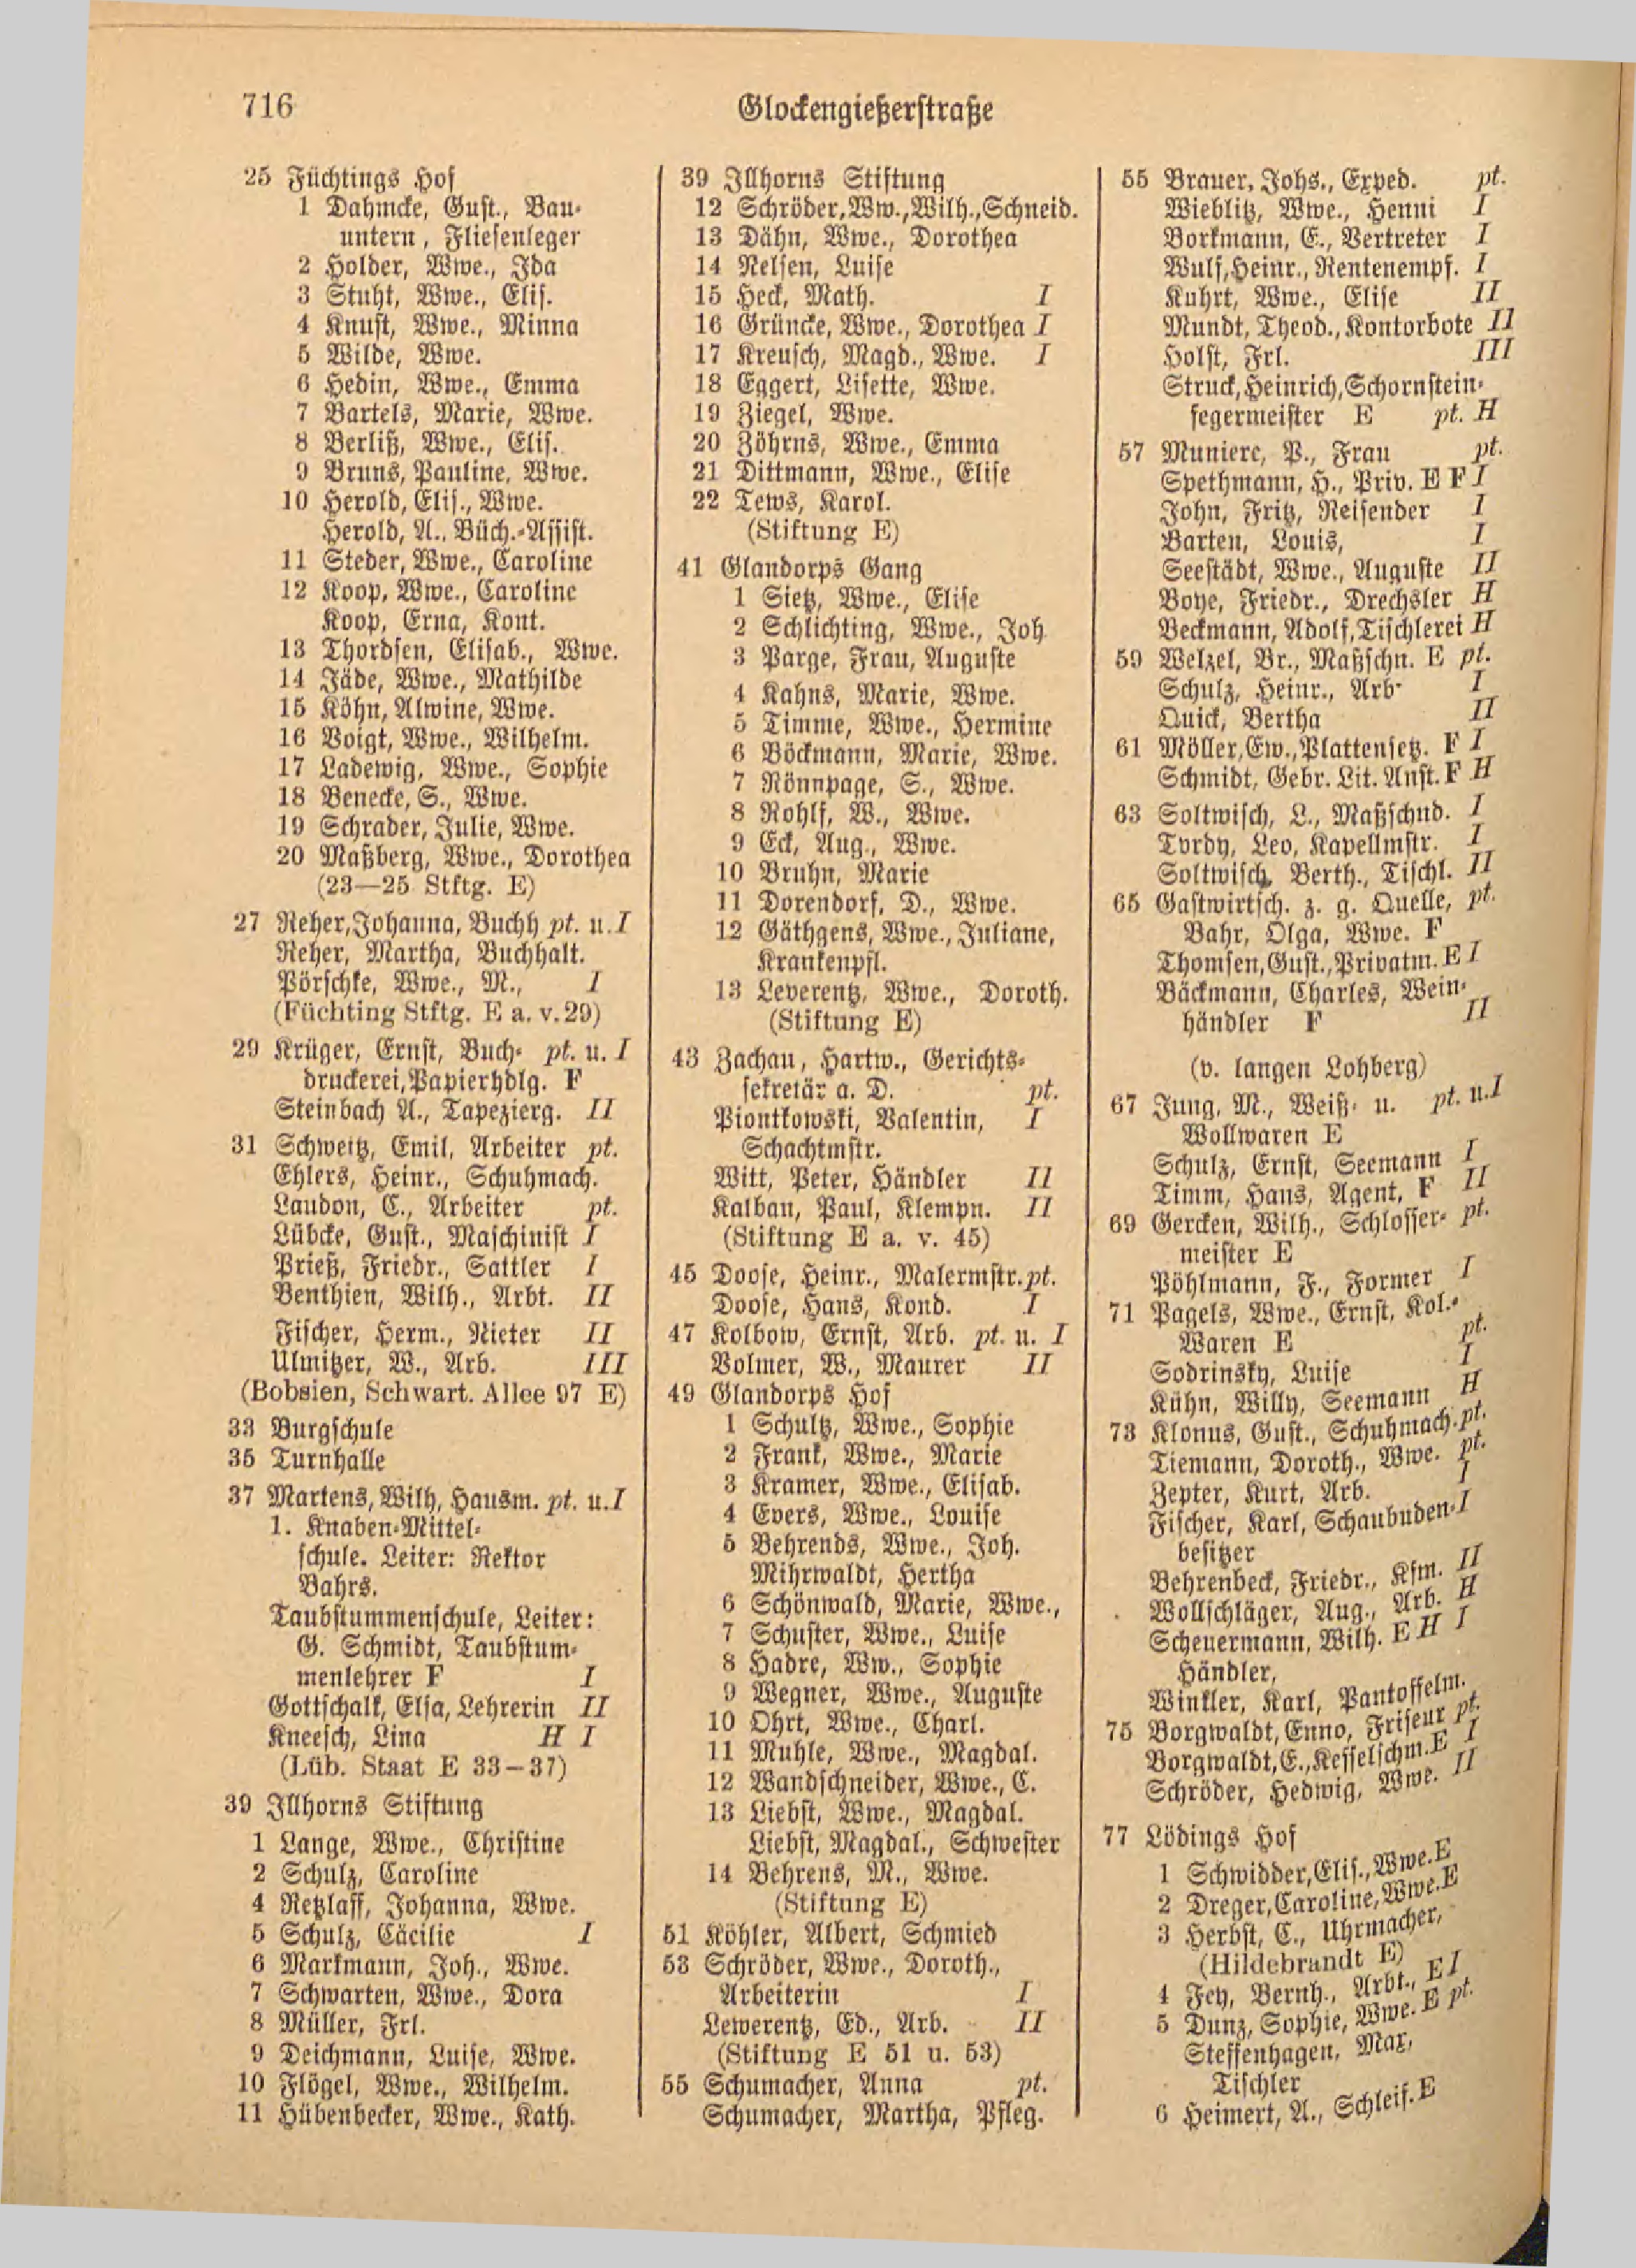 716
Glockengießerstraße
25 Füchtings Hof
1 Dahmcke, Gust., Bau-
untern, Fliesenleger
2 Holder, Wwe., Ida
3 Stuht, Wwe., Elis.
4 Knust, Wwe., Minna
5 Wilde, Wwe.
6 Hedin, Wwe., Emma
7 Bartels, Marie, Wwe.
8 Berliß, Wwe., Elis.
9 Bruns, Pauline, Wwe.
10 Herold, Elis., Wwe.
Herold, A., Büch.-Assist.
11 Steder, Wwe., Caroline
12 Koop, Wwe., Caroline
Koop, Erna, Kont.
13 Thordsen, Elisab., Wwe.
14 Jäde, Wwe., Mathilde
15 Köhn, Alwine, Wwe.
16 Voigt, Wwe., Wilhelm.
17 Ladewig, Wwe., Sophie
18 Benecke, S., Wwe.
19 Schrader, Julie, Wwe.
20 Maßberg, Wwe., Dorothea
(23—25 Stftg. E)
27 Reher, Johanna, Buchh pt. u. I
Reher, Martha, Buchhalt.
Pörschke, Wwe., M., I
(Füchting Stftg. E a. v. 29)
29 Krüger, Ernst, Buch- pt. u. I
druckerei, Papierhdlg. F
Steinbach A., Tapezierg. II
31 Schweitz, Emil, Arbeiter pt.
Ehlers, Heinr., Schuhmach.
Laudon, C., Arbeiter pt.
Lübcke, Gust., Maschinist I
Prieß, Friedr., Sattler I
Benthien, Wilh., Arbt. II
Fischer, Herm., Nieter II
Ulmitzer, W., Arb. III
(Bobsien, Schwart. Allee 97 E)
33 Burgschule
35 Turnhalle
37 Martens, Wilh, Hausm. pt. u. I
1. Knaben-Mittel-
schule. Leiter: Rektor
Bahrs.
Taubstummenschule, Leiter:
G. Schmidt, Taubstum-
menlehrer F I
Gottschalk, Elsa, Lehrerin II
Kneesch, Lina H I
(Lüb. Staat E 33—37)
39 Illhorns Stiftung
1 Lange, Wwe., Christine
2 Schulz, Caroline
4 Retzlaff, Johanna, Wwe.
5 Schulz, Cäcilie I
6 Markmann, Joh., Wwe.
7 Schwarten, Wwe., Dora
8 Müller, Frl.
9 Deichmann, Luise, Wwe.
10 Flögel, Wwe., Wilhelm.
11 Hübenbecker, Wwe., Kath.
39 Illhorns Stiftung
12 Schröder, Ww., Wilh., Schneid.
13 Dähn, Wwe., Dorothea
14 Nelsen, Luise
15 Heck, Math. I
16 Grüncke, Wwe., Dorothea I
17 Kreusch, Magd., Wwe. I
18 Eggert, Lisette, Wwe.
19 Ziegel, Wwe.
20 Zöhrns, Wwe., Emma
21 Dittmann, Wwe., Elise
22 Tews, Karol.
(Stiftung E)
41 Glandorps Gang
1 Sietz, Wwe., Elise
2 Schlichting, Wwe., Joh
3 Parge, Frau, Auguste
4 Kahns, Marie, Wwe.
5 Timme, Wwe., Hermine
6 Böckmann, Marie, Wwe.
7 Rönnpage, S., Wwe.
8 Rohlf, W., Wwe.
9 Eck, Aug., Wwe.
10 Bruhn, Marie
11 Dorendorf, D., Wwe.
12 Gäthgens, Wwe., Juliane,
Krankenpfl.
13 Leverentz, Wwe., Doroth.
(Stiftung E)
43 Zachau, Hartw., Gerichts-
sekretär a. D. pt.
Piontkowski, Valentin, I
Schachtmstr.
Witt, Peter, Händler II
Kalbau, Paul, Klempn. II
(Stiftung E a. v. 45)
45 Doose, Heinr., Malermstr. pt.
Doose, Hans, Kond. I
47 Kolbow, Ernst, Arb. pt. u. I
Volmer, W., Maurer II
49 Glandorps Hof
1 Schultz, Wwe., Sophie
2 Frank, Wwe., Marie
3 Kramer, Wwe., Elisab.
4 Evers, Wwe., Louise
5 Behrends, Wwe., Joh.
Mihrwaldt, Hertha
6 Schönwald, Marie, Wwe.,
7 Schuster, Wwe., Luise
8 Hadre, Ww., Sophie
9 Wegner, Wwe., Auguste
10 Ohrt, Wwe., Charl.
11 Muhle, Wwe., Magdal.
12 Wandschneider, Wwe., C.
13 Liebst, Wwe., Magdal.
Liebst, Magdal., Schwester
14 Behrens, M., Wwe.
(Stiftung E)
51 Köhler, Albert, Schmied
53 Schröder, Wwe., Doroth.,
Arbeiterin I
Lewerentz, Ed., Arb. II
(Stiftung E 51 u. 53)
55 Schumacher, Anna pt.
Schumacher, Martha, Pfleg.
55 Brauer, Johs., Exped. pt.
Wieblitz, Wwe., Henni I
Borkmann, E., Vertreter I
Wulf, Heinr., Rentenempf. I
Kuhrt, Wwe., Elise II
Mundt, Theod., Kontorbote II
Holst, Frl. III
Struck, Heinrich, Schornstein-
fegermeister E pt. H
57 Muniere, P., Frau pt.
Spethmann, H., Priv. E F I
John, Fritz, Reisender I
Barten, Louis, I
Seestädt, Wwe., Auguste II
Boye, Friedr., Drechsler H
Beckmann, Adolf, Tischlerei H
59 Welzel, Br., Maßschn. E pt.
Schulz, Heinr., Arb. I
Quick, Bertha II
61 Möller, Ew., Plattensetz. F I
Schmidt, Gebr. Lit. Anst. F H
63 Soltwisch, L., Maßschnd. I
Tordy, Leo, Kapellmstr. I
Soltwisch, Berth., Tischl. II
65 Gastwirtsch. z. g. Quelle, pt.
Bahr, Olga, Wwe. F
Thomsen, Gust., Privatm. E I
Bäckmann, Charles, Wein-
händler F II
(v. langen Lohberg)
67 Jung, M., Weiß- u. pt. u. I
Wollwaren E
Schulz, Ernst, Seemann I
Timm, Hans, Agent, F II
69 Gercken, Wilh., Schlosser- pt.
meister E
Pöhlmann, F., Former I
71 Pagels, Wwe., Ernst, Kol.-
Waren E pt.
Sodrinsky, Luise I
Kühn, Willy, Seemann H
73 Klonus, Gust., Schuhmach. pt.
Tiemann, Doroth., Wwe. pt.
Zepter, Kurt, Arb. I
Fischer, Karl, Schaubuden- I
besitzer
Behrenbeck, Friedr., Kfm. II
Wollschläger, Aug., Arb. H
Scheuermann, Wilh. E H I
Händler,
Winkler, Karl, Pantoffelm.
75 Borgwaldt, Enno, Friseur pt.
Borgwaldt, E., Kesselschm. E I
Schröder, Hedwig, Wwe. II
77 Lödings Hof
1 Schwidder, Elis., Wwe. E
2 Dreger, Caroline, Wwe. E
3 Herbst, C., Uhrmacher,
(Hildebrandt E)
4 Fey, Bernh., Arbt., E I
5 Dunz, Sophie, Wwe. E pt.
Steffenhagen, Max,
Tischler
6 Heimert, A., Schleif. E